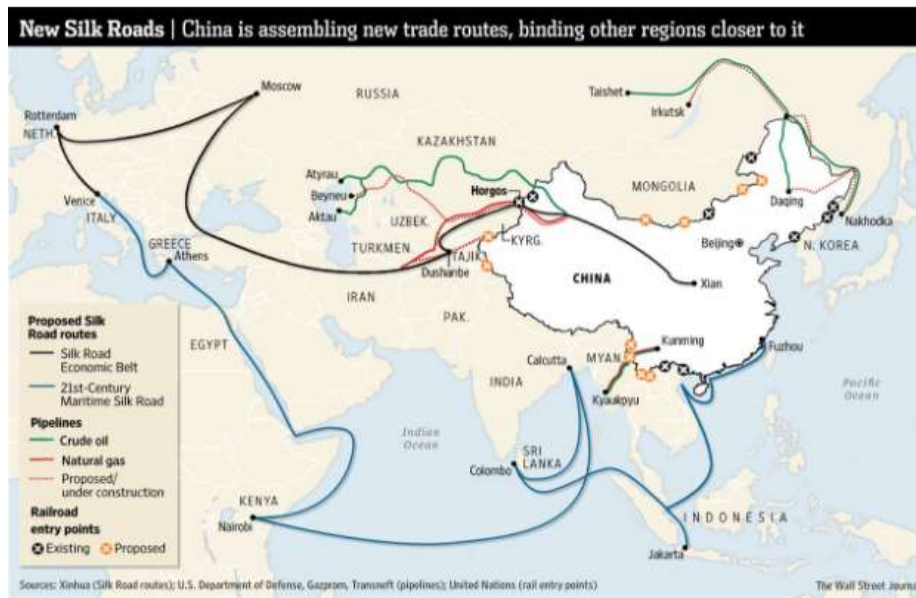 New Silk Roads | China is assembling new trade routes, binding other regions closer to it
Moscow
RUSSIA
Taishet
Irkutsk
Rotterdam
NETH.
KAZAKHSTAN
Atyrau
Beyneu
Aktau
Horgos
MONGOLIA
Daqing
Venice
ITALY
UZBEK.
Nakhodka
GREECE
Athens
TURKMEN.
KYRG.
Beijing
N. KOREA
TAJIK.
Dushanbe
CHINA
Xian
IRAN
PAK.
EGYPT
Kunming
Fuzhou
Calcutta
MYAN.
INDIA
Kyaukpyu
Pacific
Ocean
Indian
Ocean
SRI
LANKA
Colombo
KENYA
Nairobi
INDONESIA
Jakarta
Proposed Silk
Road routes
Silk Road
Economic Belt
21st-Century
Maritime Silk Road
Pipelines
Crude oil
Natural gas
Proposed/
under construction
Railroad
entry points
Existing
Proposed
Sources: Xinhua (Silk Road routes); U.S. Department of Defense, Gazprom, Transneft (pipelines); United Nations (rail entry points)
The Wall Street Journal